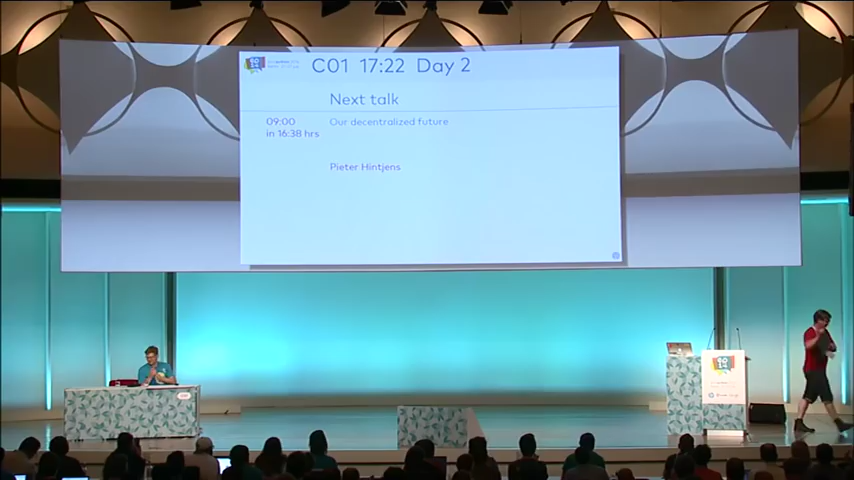 C01 17:22 Day 2
Next talk
09:00 Our decentralized future
in 16:38 hrs
Pieter Hintjens